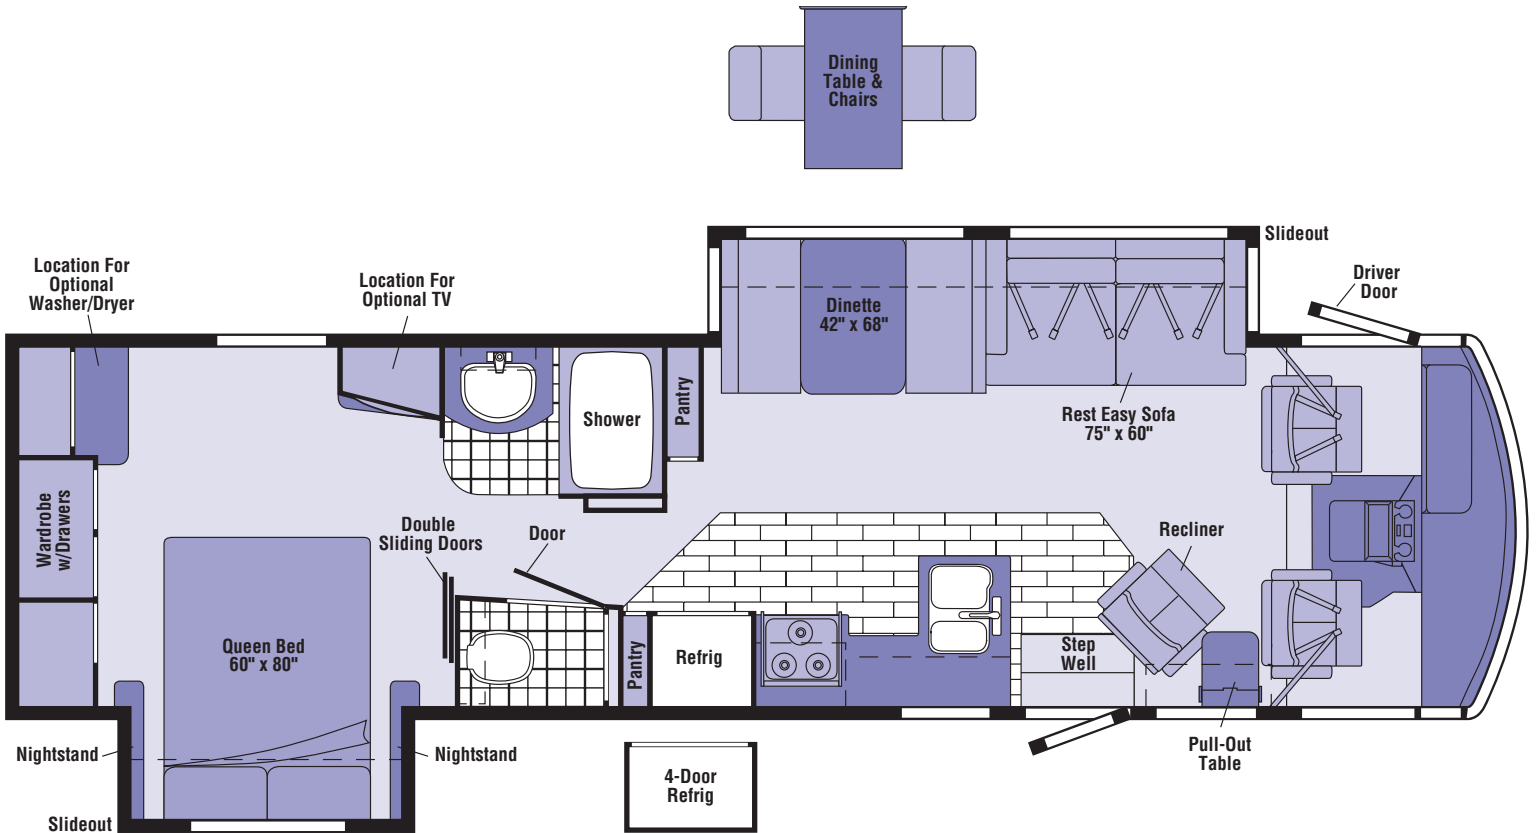 Dining
Table &
Chairs
Slideout
Location For
Optional
Washer/Dryer
Location For
Optional TV
Driver
Door
Dinette
42" x 68"
Rest Easy Sofa
75" x 60"
Shower
Pantry
Wardrobe
w/Drawers
Double
Sliding Doors
Door
Recliner
Queen Bed
60" x 80"
Pantry
Refrig
Step
Well
Nightstand
Nightstand
Pull-Out
Table
4-Door
Refrig
Slideout